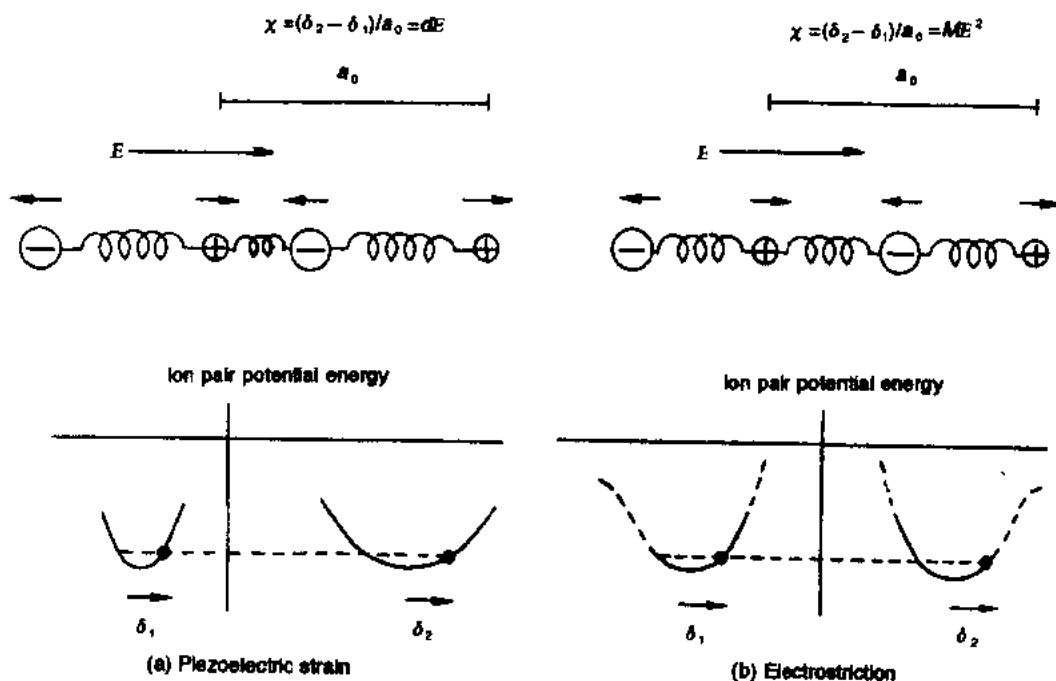 χ = (δ₂ − δ₁)/a₀ = dE
a₀
E
− + − +
Ion pair potential energy
δ₁ δ₂
(a) Piezoelectric strain
χ = (δ₂ − δ₁)/a₀ = ME²
a₀
E
− + − +
Ion pair potential energy
δ₁ δ₂
(b) Electrostriction